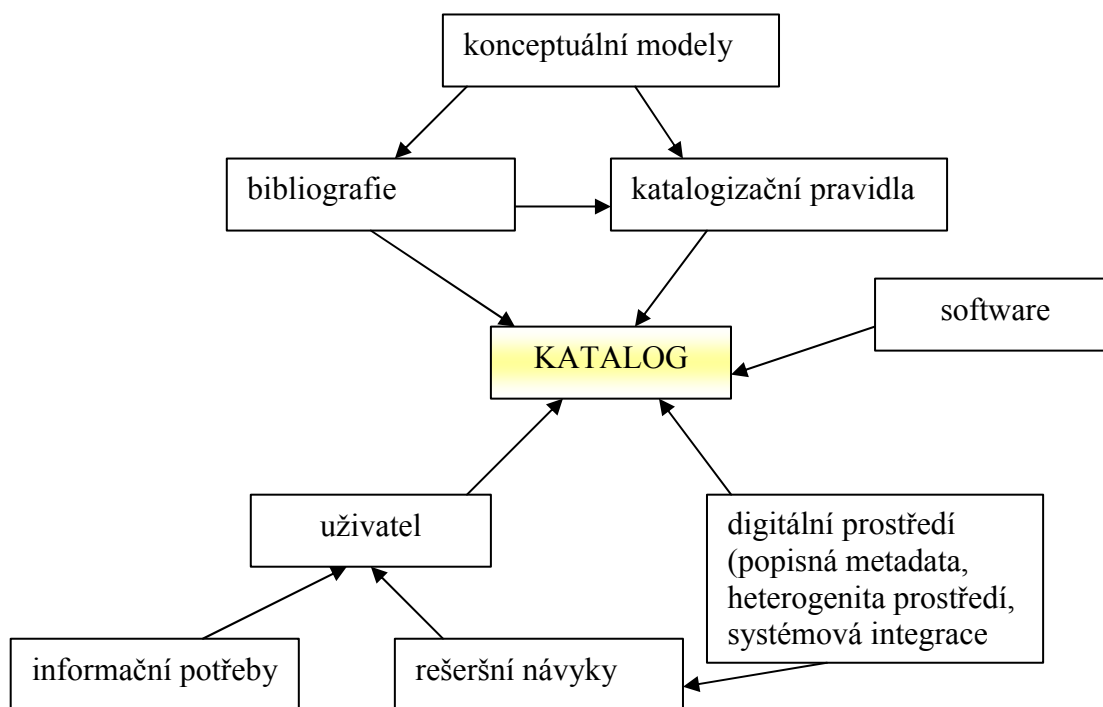 konceptuální modely
bibliografie
katalogizační pravidla
software
KATALOG
uživatel
digitální prostředí
(popisná metadata,
heterogenita prostředí,
systémová integrace
informační potřeby
rešeršní návyky